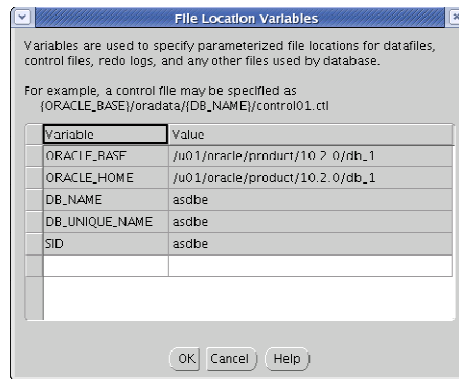 File Location Variables
Variables are used to specify parameterized file locations for datafiles,
control files, redo logs, and any other files used by database.
For example, a control file may be specified as
{ORACLE_BASE}/oradata/{DB_NAME}/control01.ctl
Variable Value
ORACLE_BASE /u01/oracle/product/10.2.0/db_1
ORACLE_HOME /u01/oracle/product/10.2.0/db_1
DB_NAME asdbe
DB_UNIQUE_NAME asdbe
SID asdbe
OK Cancel Help